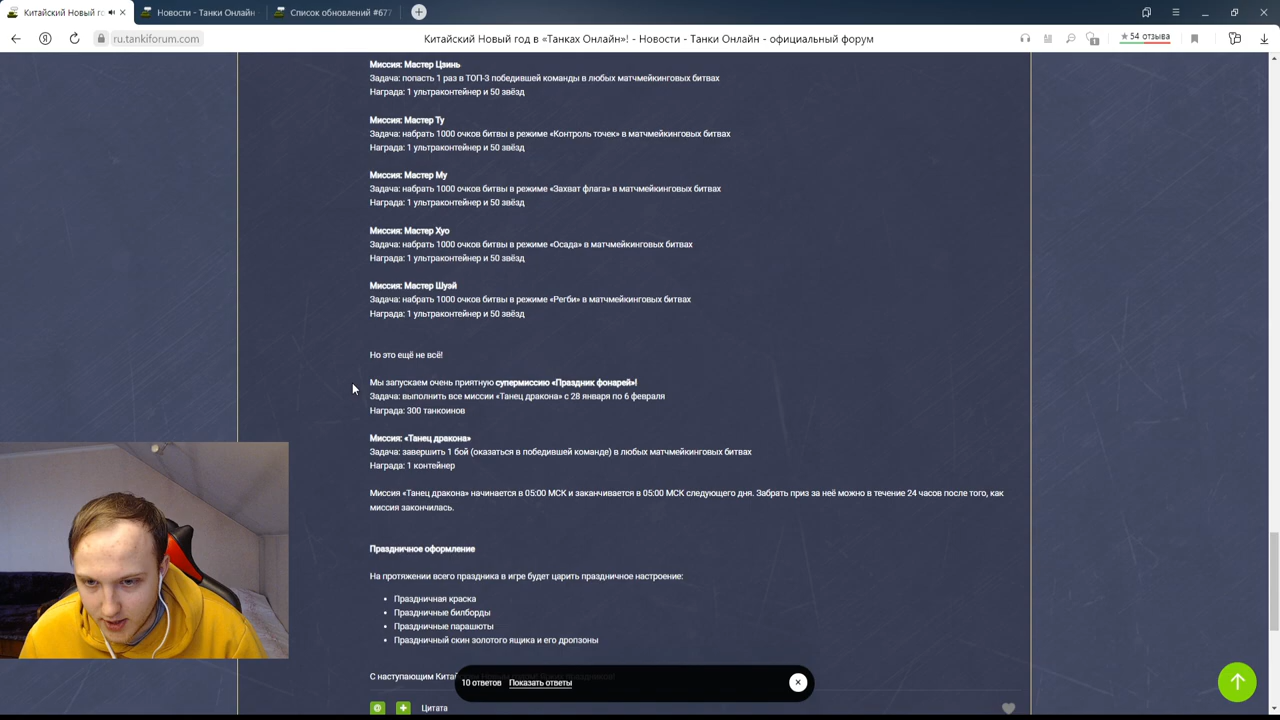 Китайский Новый го
Новости - Танки Онлайн
Список обновлений #677
ru.tankiforum.com
Китайский Новый год в «Танках Онлайн»! - Новости - Танки Онлайн - официальный форум
★ 54 отзыва
Миссия: Мастер Цзинь
Задача: попасть 1 раз в ТОП-3 победившей команды в любых матчмейкинговых битвах
Награда: 1 ультраконтейнер и 50 звёзд
Миссия: Мастер Ту
Задача: набрать 1000 очков битвы в режиме «Контроль точек» в матчмейкинговых битвах
Награда: 1 ультраконтейнер и 50 звёзд
Миссия: Мастер Му
Задача: набрать 1000 очков битвы в режиме «Захват флага» в матчмейкинговых битвах
Награда: 1 ультраконтейнер и 50 звёзд
Миссия: Мастер Хуо
Задача: набрать 1000 очков битвы в режиме «Осада» в матчмейкинговых битвах
Награда: 1 ультраконтейнер и 50 звёзд
Миссия: Мастер Шуэй
Задача: набрать 1000 очков битвы в режиме «Регби» в матчмейкинговых битвах
Награда: 1 ультраконтейнер и 50 звёзд
Но это ещё не всё!
Мы запускаем очень приятную супермиссию «Праздник фонарей»!
Задача: выполнить все миссии «Танец дракона» с 28 января по 6 февраля
Награда: 300 танкоинов
Миссия: «Танец дракона»
Задача: завершить 1 бой (оказаться в победившей команде) в любых матчмейкинговых битвах
Награда: 1 контейнер
Миссия «Танец дракона» начинается в 05:00 МСК и заканчивается в 05:00 МСК следующего дня. Забрать приз за неё можно в течение 24 часов после того, как
миссия закончилась.
Праздничное оформление
На протяжении всего праздника в игре будет царить праздничное настроение:
• Праздничная краска
• Праздничные билборды
• Праздничные парашюты
• Праздничный скин золотого ящика и его дропзоны
С наступающим Китай
10 ответов Показать ответы
Цитата